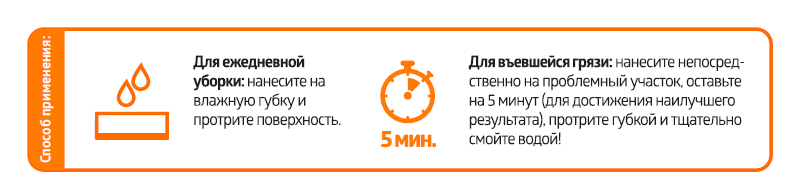 Способ применения:
Для ежедневной
уборки: нанесите на
влажную губку и
протрите поверхность.
5 мин.
Для въевшейся грязи: нанесите непосред-
ственно на проблемный участок, оставьте
на 5 минут (для достижения наилучшего
результата), протрите губкой и тщательно
смойте водой!